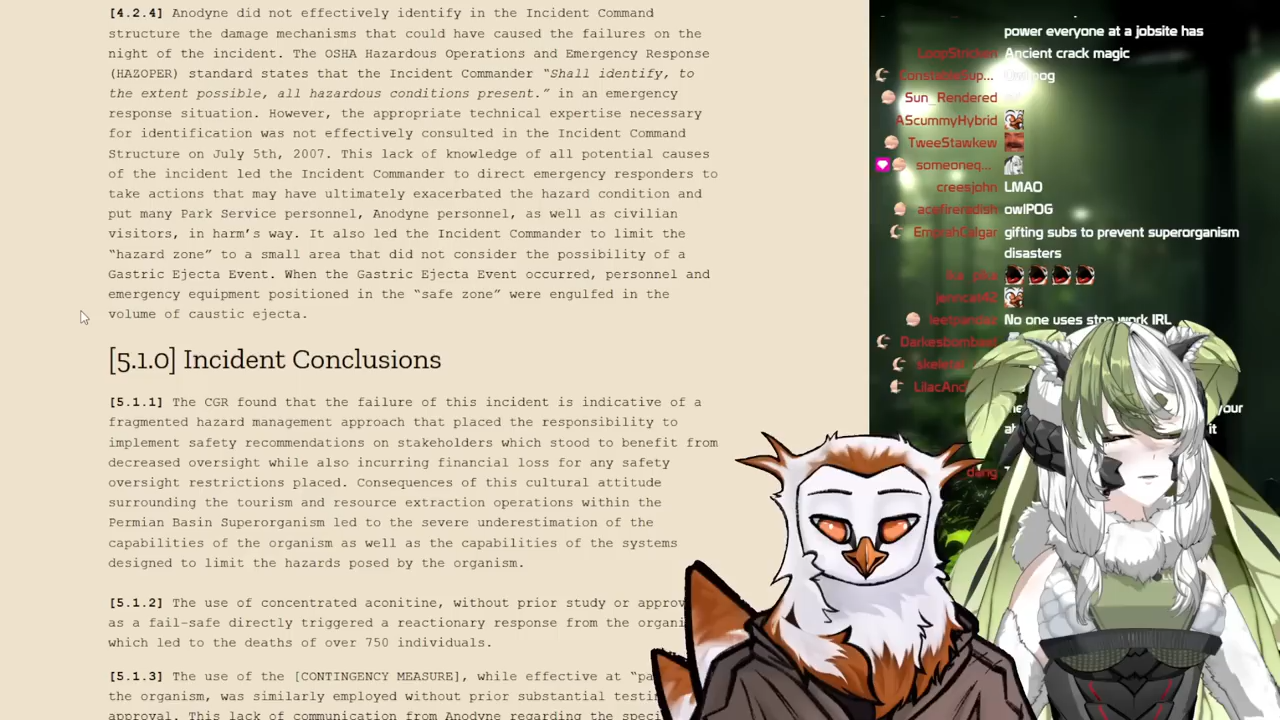 [4.2.4] Anodyne did not effectively identify in the Incident Command
structure the damage mechanisms that could have caused the failures on the
night of the incident. The OSHA Hazardous Operations and Emergency Response
(HAZOPER) standard states that the Incident Commander “Shall identify, to
the extent possible, all hazardous conditions present.” in an emergency
response situation. However, the appropriate technical expertise necessary
for identification was not effectively consulted in the Incident Command
Structure on July 5th, 2007. This lack of knowledge of all potential causes
of the incident led the Incident Commander to direct emergency responders to
take actions that may have ultimately exacerbated the hazard condition and
put many Park Service personnel, Anodyne personnel, as well as civilian
visitors, in harm’s way. It also led the Incident Commander to limit the
“hazard zone” to a small area that did not consider the possibility of a
Gastric Ejecta Event. When the Gastric Ejecta Event occurred, personnel and
emergency equipment positioned in the “safe zone” were engulfed in the
volume of caustic ejecta.
[5.1.0] Incident Conclusions
[5.1.1] The CGR found that the failure of this incident is indicative of a
fragmented hazard management approach that placed the responsibility to
implement safety recommendations on stakeholders which stood to benefit from
decreased oversight while also incurring financial loss for any safety
oversight restriction placed. Consequences of this cultural attitude
surrounding the tourism and resource extraction operations within the
Permian Basin Superorganism led to the severe underestimation of the
capabilities of the organism as well as the capabilities of the systems
designed to limit the hazards posed by the organism.
[5.1.2] The use of concentrated aconitine, without prior study or
as a fail-safe directly triggered a reactionary response from the
which led to the deaths of over 750 individuals.
[5.1.3] The use of the [CONTINGENCY MEASURE], while effective at
the organism, was similarly employed without prior substantial
approval. This lack of communication from Anodyne regarding the
power everyone at a jobsite has
LoopStricken Ancient crack magic
ConstableSup...
Sun_Rendered
AScummyHybrid
TweeStawkew
someoneq...
creesjohn LMAO
acefireradish owlPOG
EmprahCalgar gifting subs to prevent superorganism
disasters
jenncat42
No one uses stop work IRL
your
it
dang